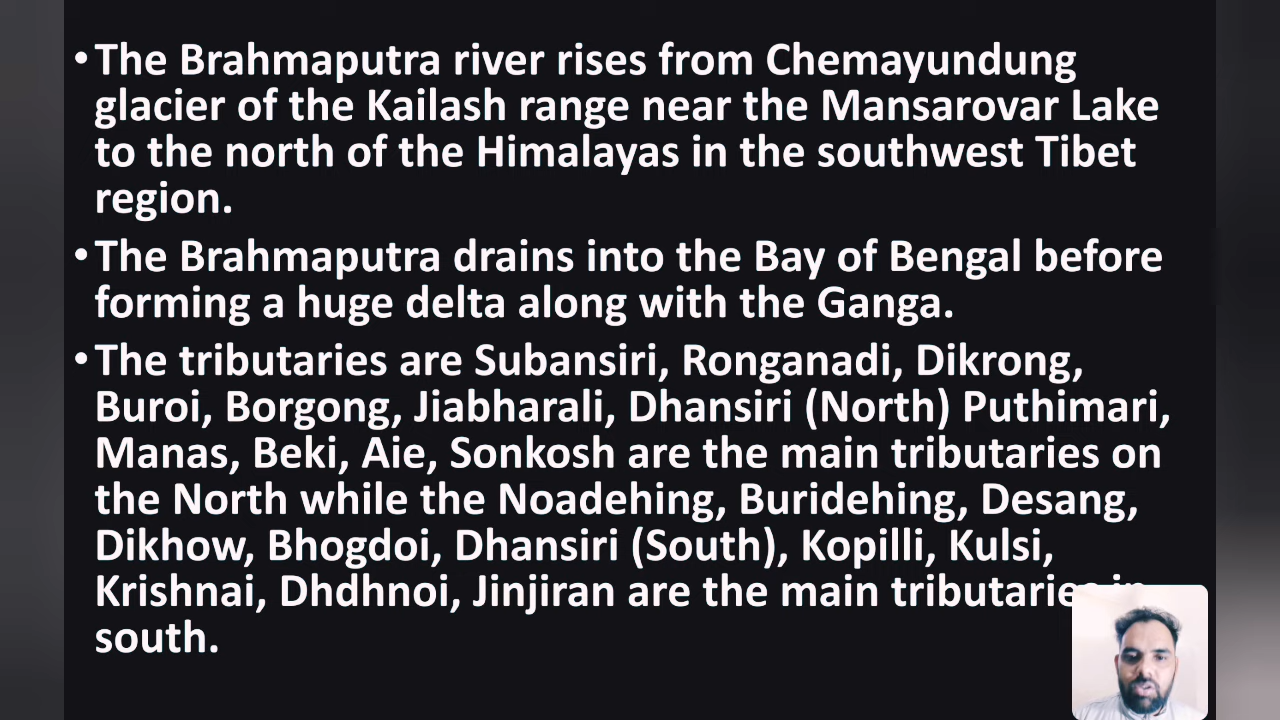 •The Brahmaputra river rises from Chemayundung
glacier of the Kailash range near the Mansarovar Lake
to the north of the Himalayas in the southwest Tibet
region.
•The Brahmaputra drains into the Bay of Bengal before
forming a huge delta along with the Ganga.
•The tributaries are Subansiri, Ronganadi, Dikrong,
Buroi, Borgong, Jiabharali, Dhansiri (North) Puthimari,
Manas, Beki, Aie, Sonkosh are the main tributaries on
the North while the Noadehing, Buridehing, Desang,
Dikhow, Bhogdoi, Dhansiri (South), Kopilli, Kulsi,
Krishnai, Dhdhnoi, Jinjiran are the main tributaries in
south.